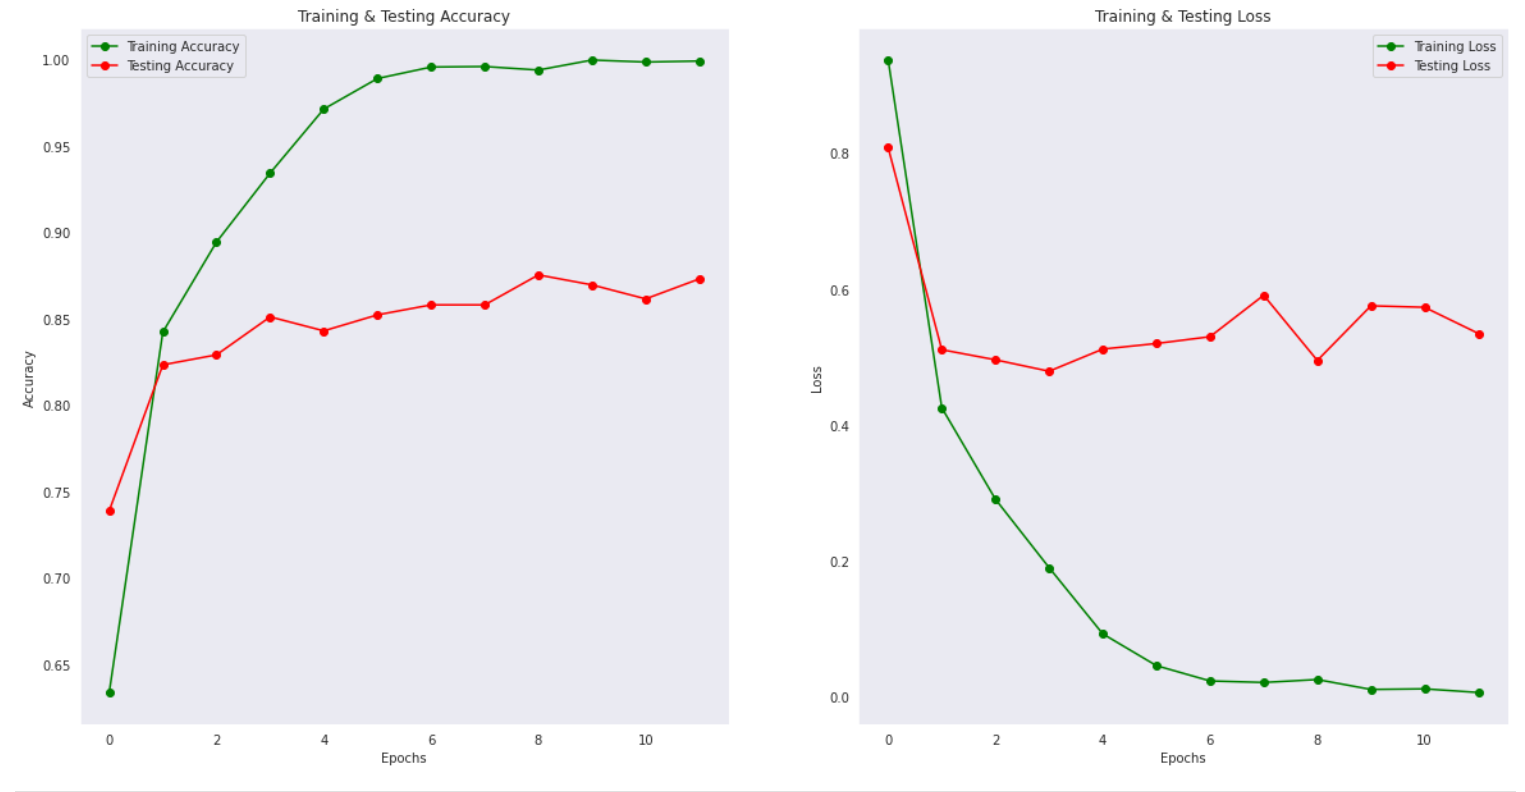 Training & Testing Accuracy
Training Accuracy
Testing Accuracy
1.00
0.95
0.90
0.85
0.80
0.75
0.70
0.65
Accuracy
0 2 4 6 8 10
Epochs
Training & Testing Loss
Training Loss
Testing Loss
0.8
0.6
0.4
0.2
0.0
Loss
0 2 4 6 8 10
Epochs